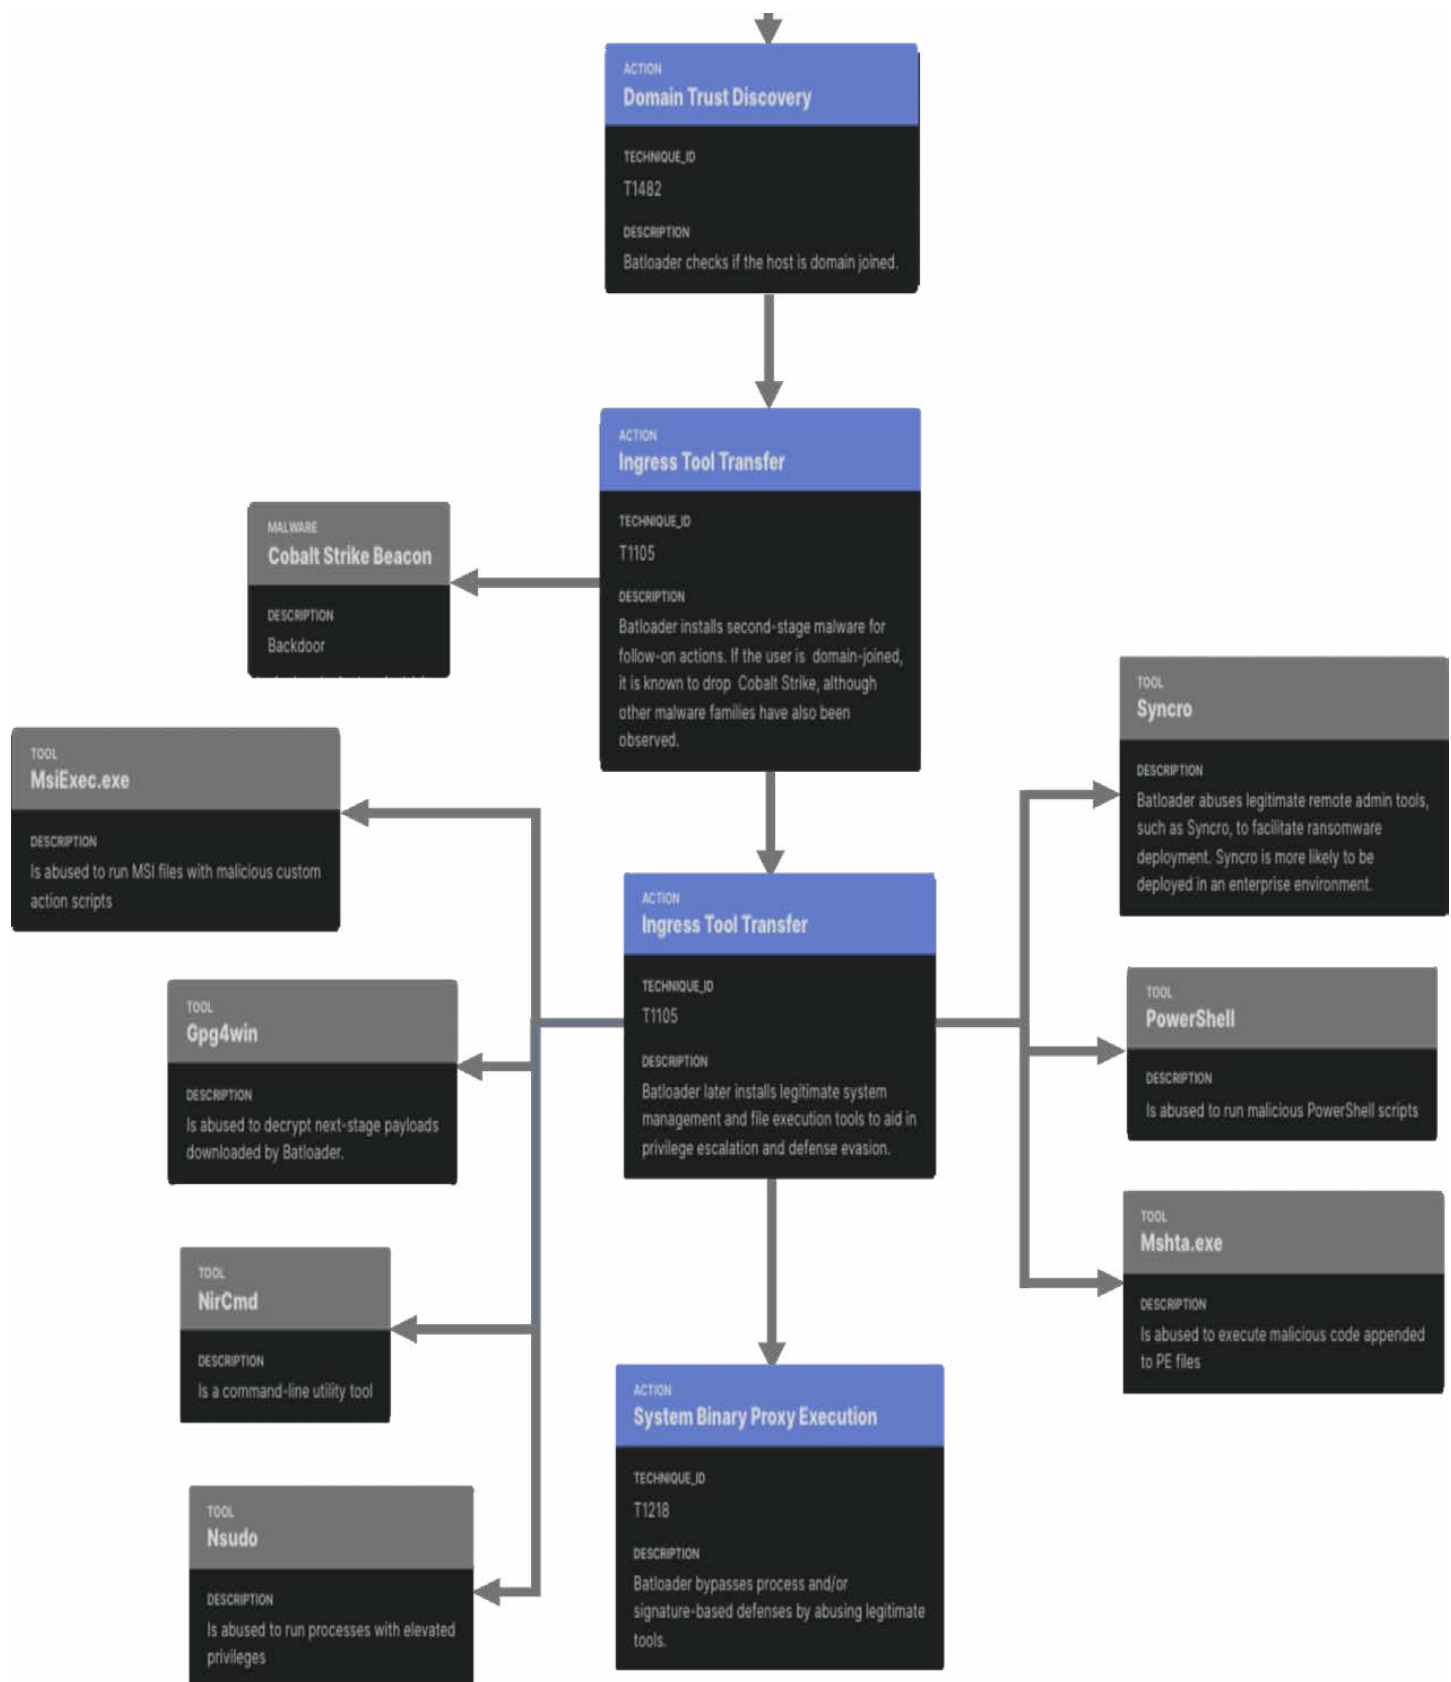 ACTION
Domain Trust Discovery
TECHNIQUE_ID
T1482
DESCRIPTION
Batloader checks if the host is domain joined.
ACTION
Ingress Tool Transfer
TECHNIQUE_ID
T1105
DESCRIPTION
Batloader installs second-stage malware for
follow-on actions. If the user is domain-joined,
it is known to drop Cobalt Strike, although
other malware families have also been
observed.
MALWARE
Cobalt Strike Beacon
DESCRIPTION
Backdoor
ACTION
Ingress Tool Transfer
TECHNIQUE_ID
T1105
DESCRIPTION
Batloader later installs legitimate system
management and file execution tools to aid in
privilege escalation and defense evasion.
TOOL
MsiExec.exe
DESCRIPTION
Is abused to run MSI files with malicious custom
action scripts
TOOL
Gpg4win
DESCRIPTION
Is abused to decrypt next-stage payloads
downloaded by Batloader.
TOOL
NirCmd
DESCRIPTION
Is a command-line utility tool
TOOL
Nsudo
DESCRIPTION
Is abused to run processes with elevated
privileges
TOOL
Syncro
DESCRIPTION
Batloader abuses legitimate remote admin tools,
such as Syncro, to facilitate ransomware
deployment. Syncro is more likely to be
deployed in an enterprise environment.
TOOL
PowerShell
DESCRIPTION
Is abused to run malicious PowerShell scripts
TOOL
Mshta.exe
DESCRIPTION
Is abused to execute malicious code appended
to PE files
ACTION
System Binary Proxy Execution
TECHNIQUE_ID
T1218
DESCRIPTION
Batloader bypasses process and/or
signature-based defenses by abusing legitimate
tools.